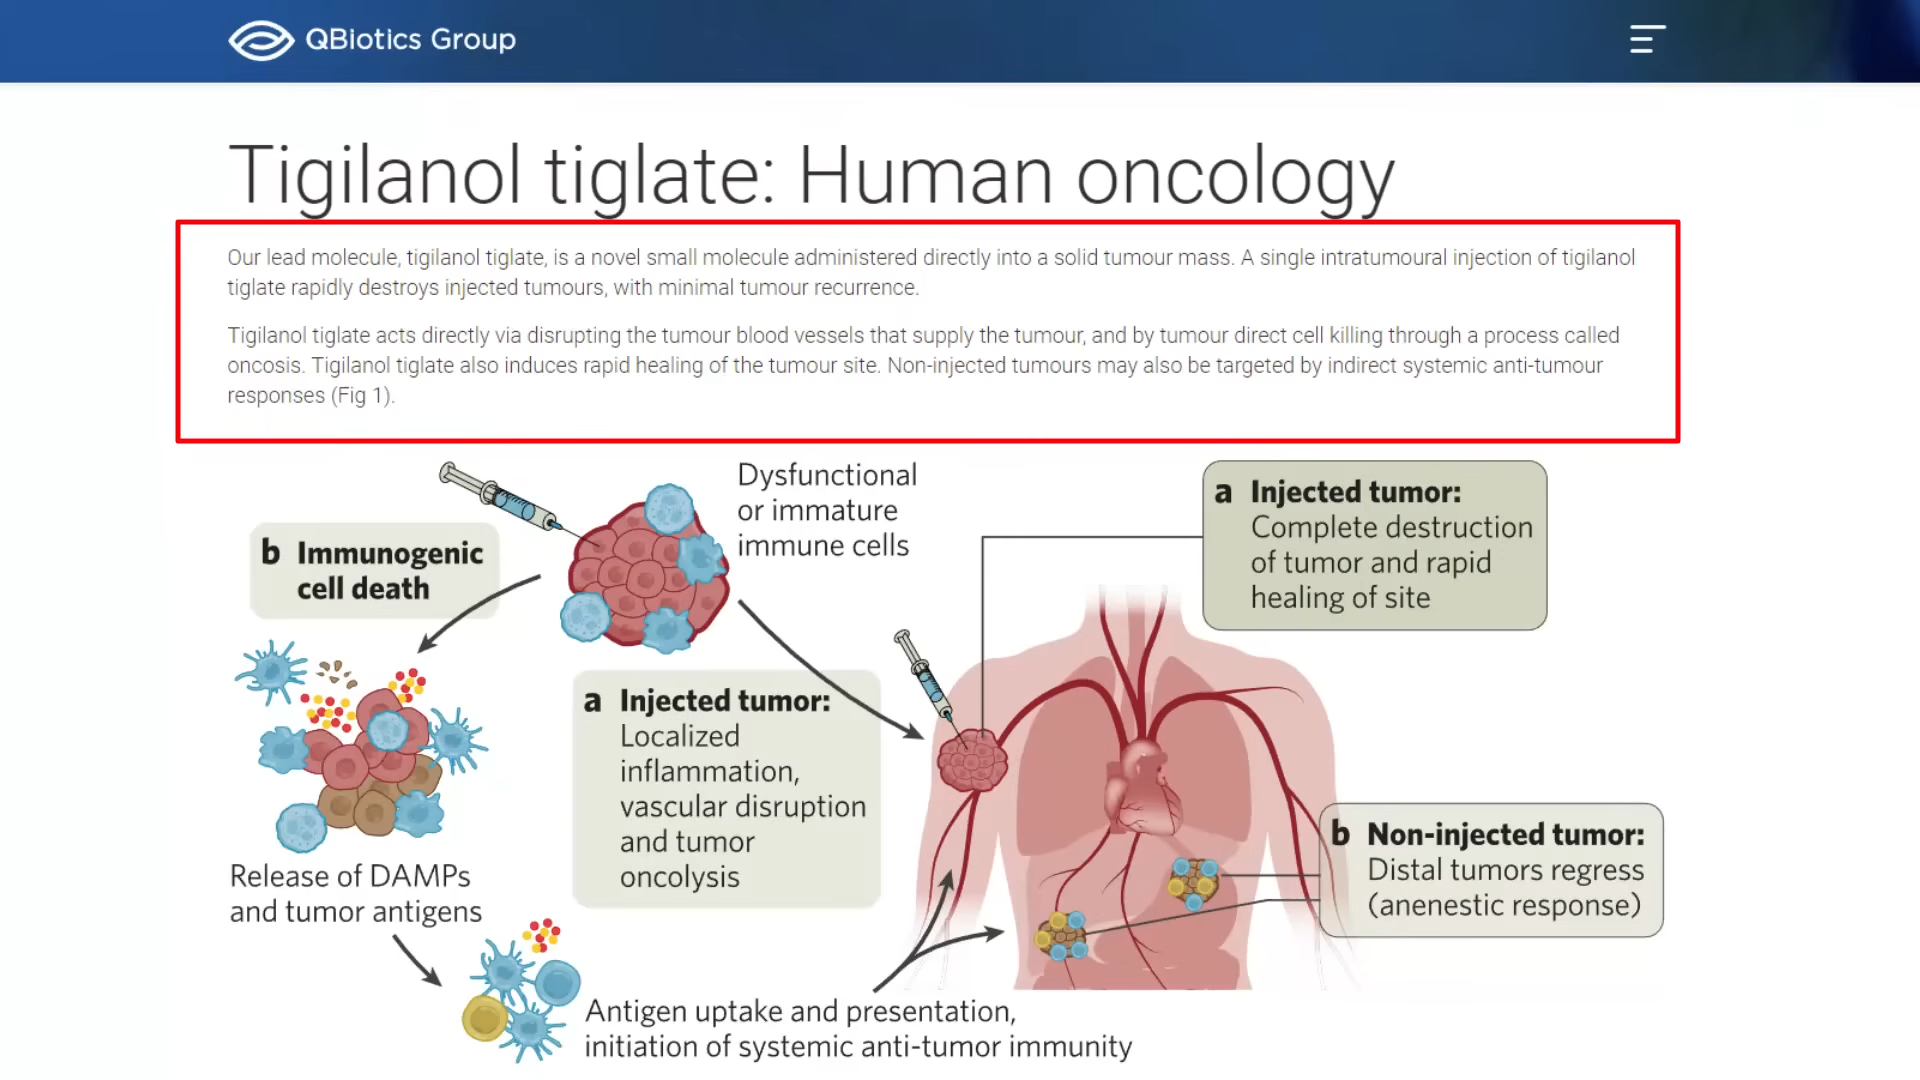 QBiotics Group
Tigilanol tiglate: Human oncology
Our lead molecule, tigilanol tiglate, is a novel small molecule administered directly into a solid tumour mass. A single intratumoural injection of tigilanol
tiglate rapidly destroys injected tumours, with minimal tumour recurrence.
Tigilanol tiglate acts directly via disrupting the tumour blood vessels that supply the tumour, and by tumour direct cell killing through a process called
oncosis. Tigilanol tiglate also induces rapid healing of the tumour site. Non-injected tumours may also be targeted by indirect systemic anti-tumour
responses (Fig 1).
Dysfunctional
or immature
immune cells
a Injected tumor:
Complete destruction
of tumor and rapid
healing of site
b Immunogenic
cell death
a Injected tumor:
Localized
inflammation,
vascular disruption
and tumor
oncolysis
b Non-injected tumor:
Distal tumors regress
(anenestic response)
Release of DAMPs
and tumor antigens
Antigen uptake and presentation,
initiation of systemic anti-tumor immunity